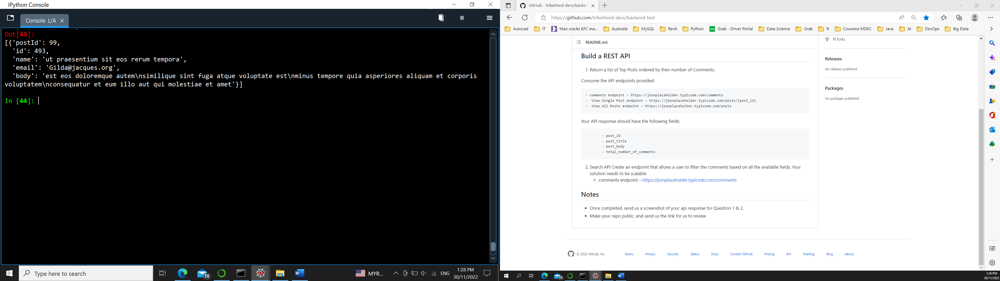 IPython Console
Console 1/A
Out[43]:
[{'postId': 99,
'id': 493,
'name': 'ut praesentium sit eos rerum tempora',
'email': 'Gilda@jacques.org',
'body': 'est eos doloremque autem\nsimilique sint fuga atque voluptate est\nminus tempore quia asperiores aliquam et corporis
voluptatem\nconsequatur et eum illo aut qui molestiae et amet'}]
In [44]:
Type here to search
78
MYR...
ENG
1:28 PM
30/11/2022
GitHub - tribehired-devs/backen
https://github.com/tribehired-devs/backend-test
Autocad
IT
Man cracks KFC ma...
Australia
MySQL
Revit
Python
Grab - Driver Portal
Data Science
Grab
R
Coursera MDEC
Java
AI
DevOps
Big Data
README.md
Build a REST API
1. Return a list of Top Posts ordered by their number of Comments.
Consume the API endpoints provided:
- comments endpoint – https://jsonplaceholder.typicode.com/comments
- View Single Post endpoint – https://jsonplaceholder.typicode.com/posts/{post_id}
- View All Posts endpoint – https://jsonplaceholder.typicode.com/posts
Your API response should have the following fields:
- post_id
- post_title
- post_body
- total_number_of_comments
2. Search API Create an endpoint that allows a user to filter the comments based on all the available fields. Your
solution needs to be scalable.
comments endpoint – https://jsonplaceholder.typicode.com/comments
Notes
Once completed, send us a screenshot of your api response for Question 1 & 2.
Make your repo public, and send us the link for us to review
11 forks
Releases
No releases published
Packages
No packages published
© 2022 GitHub, Inc.
Terms
Privacy
Security
Status
Docs
Contact GitHub
Pricing
API
Training
Blog
About
78
1:28 PM
30/11/202